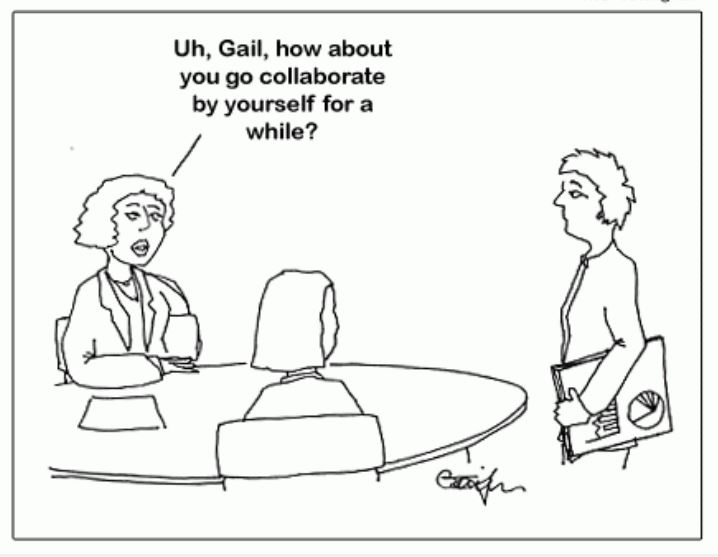 Uh, Gail, how about
you go collaborate
by yourself for a
while?